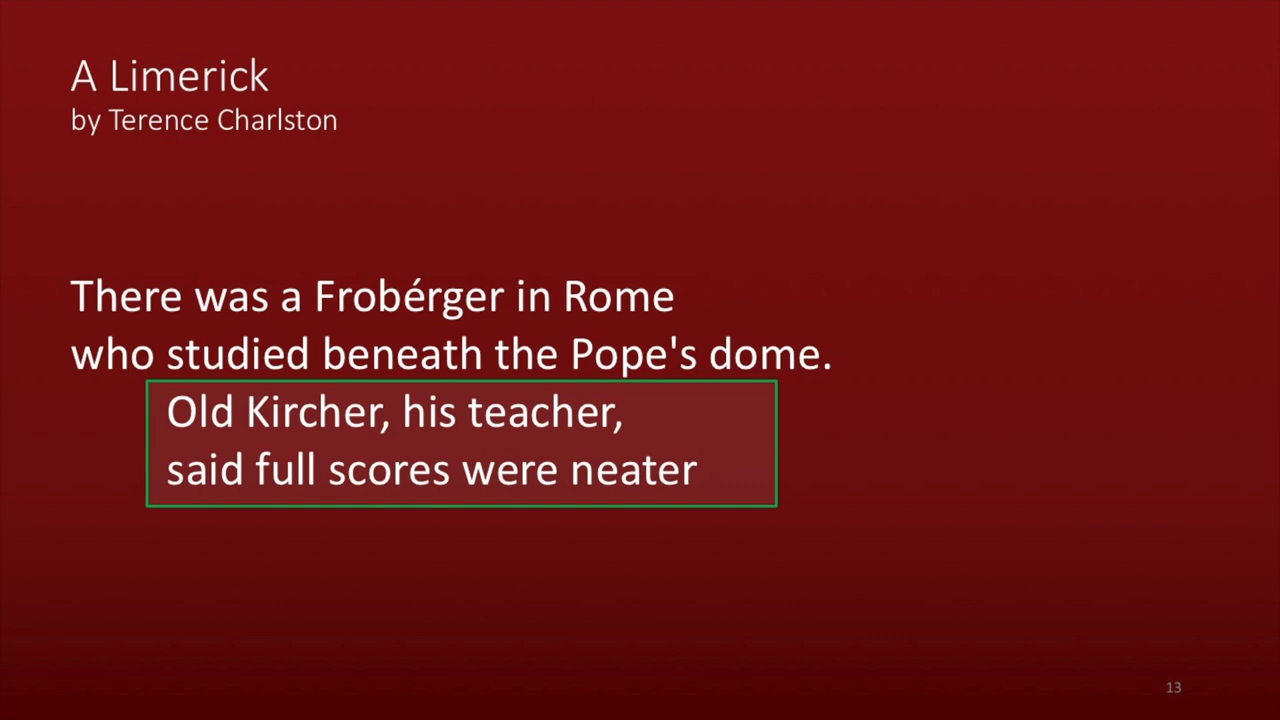 A Limerick
by Terence Charlston
There was a Frobérger in Rome
who studied beneath the Pope's dome.
Old Kircher, his teacher,
said full scores were neater
13